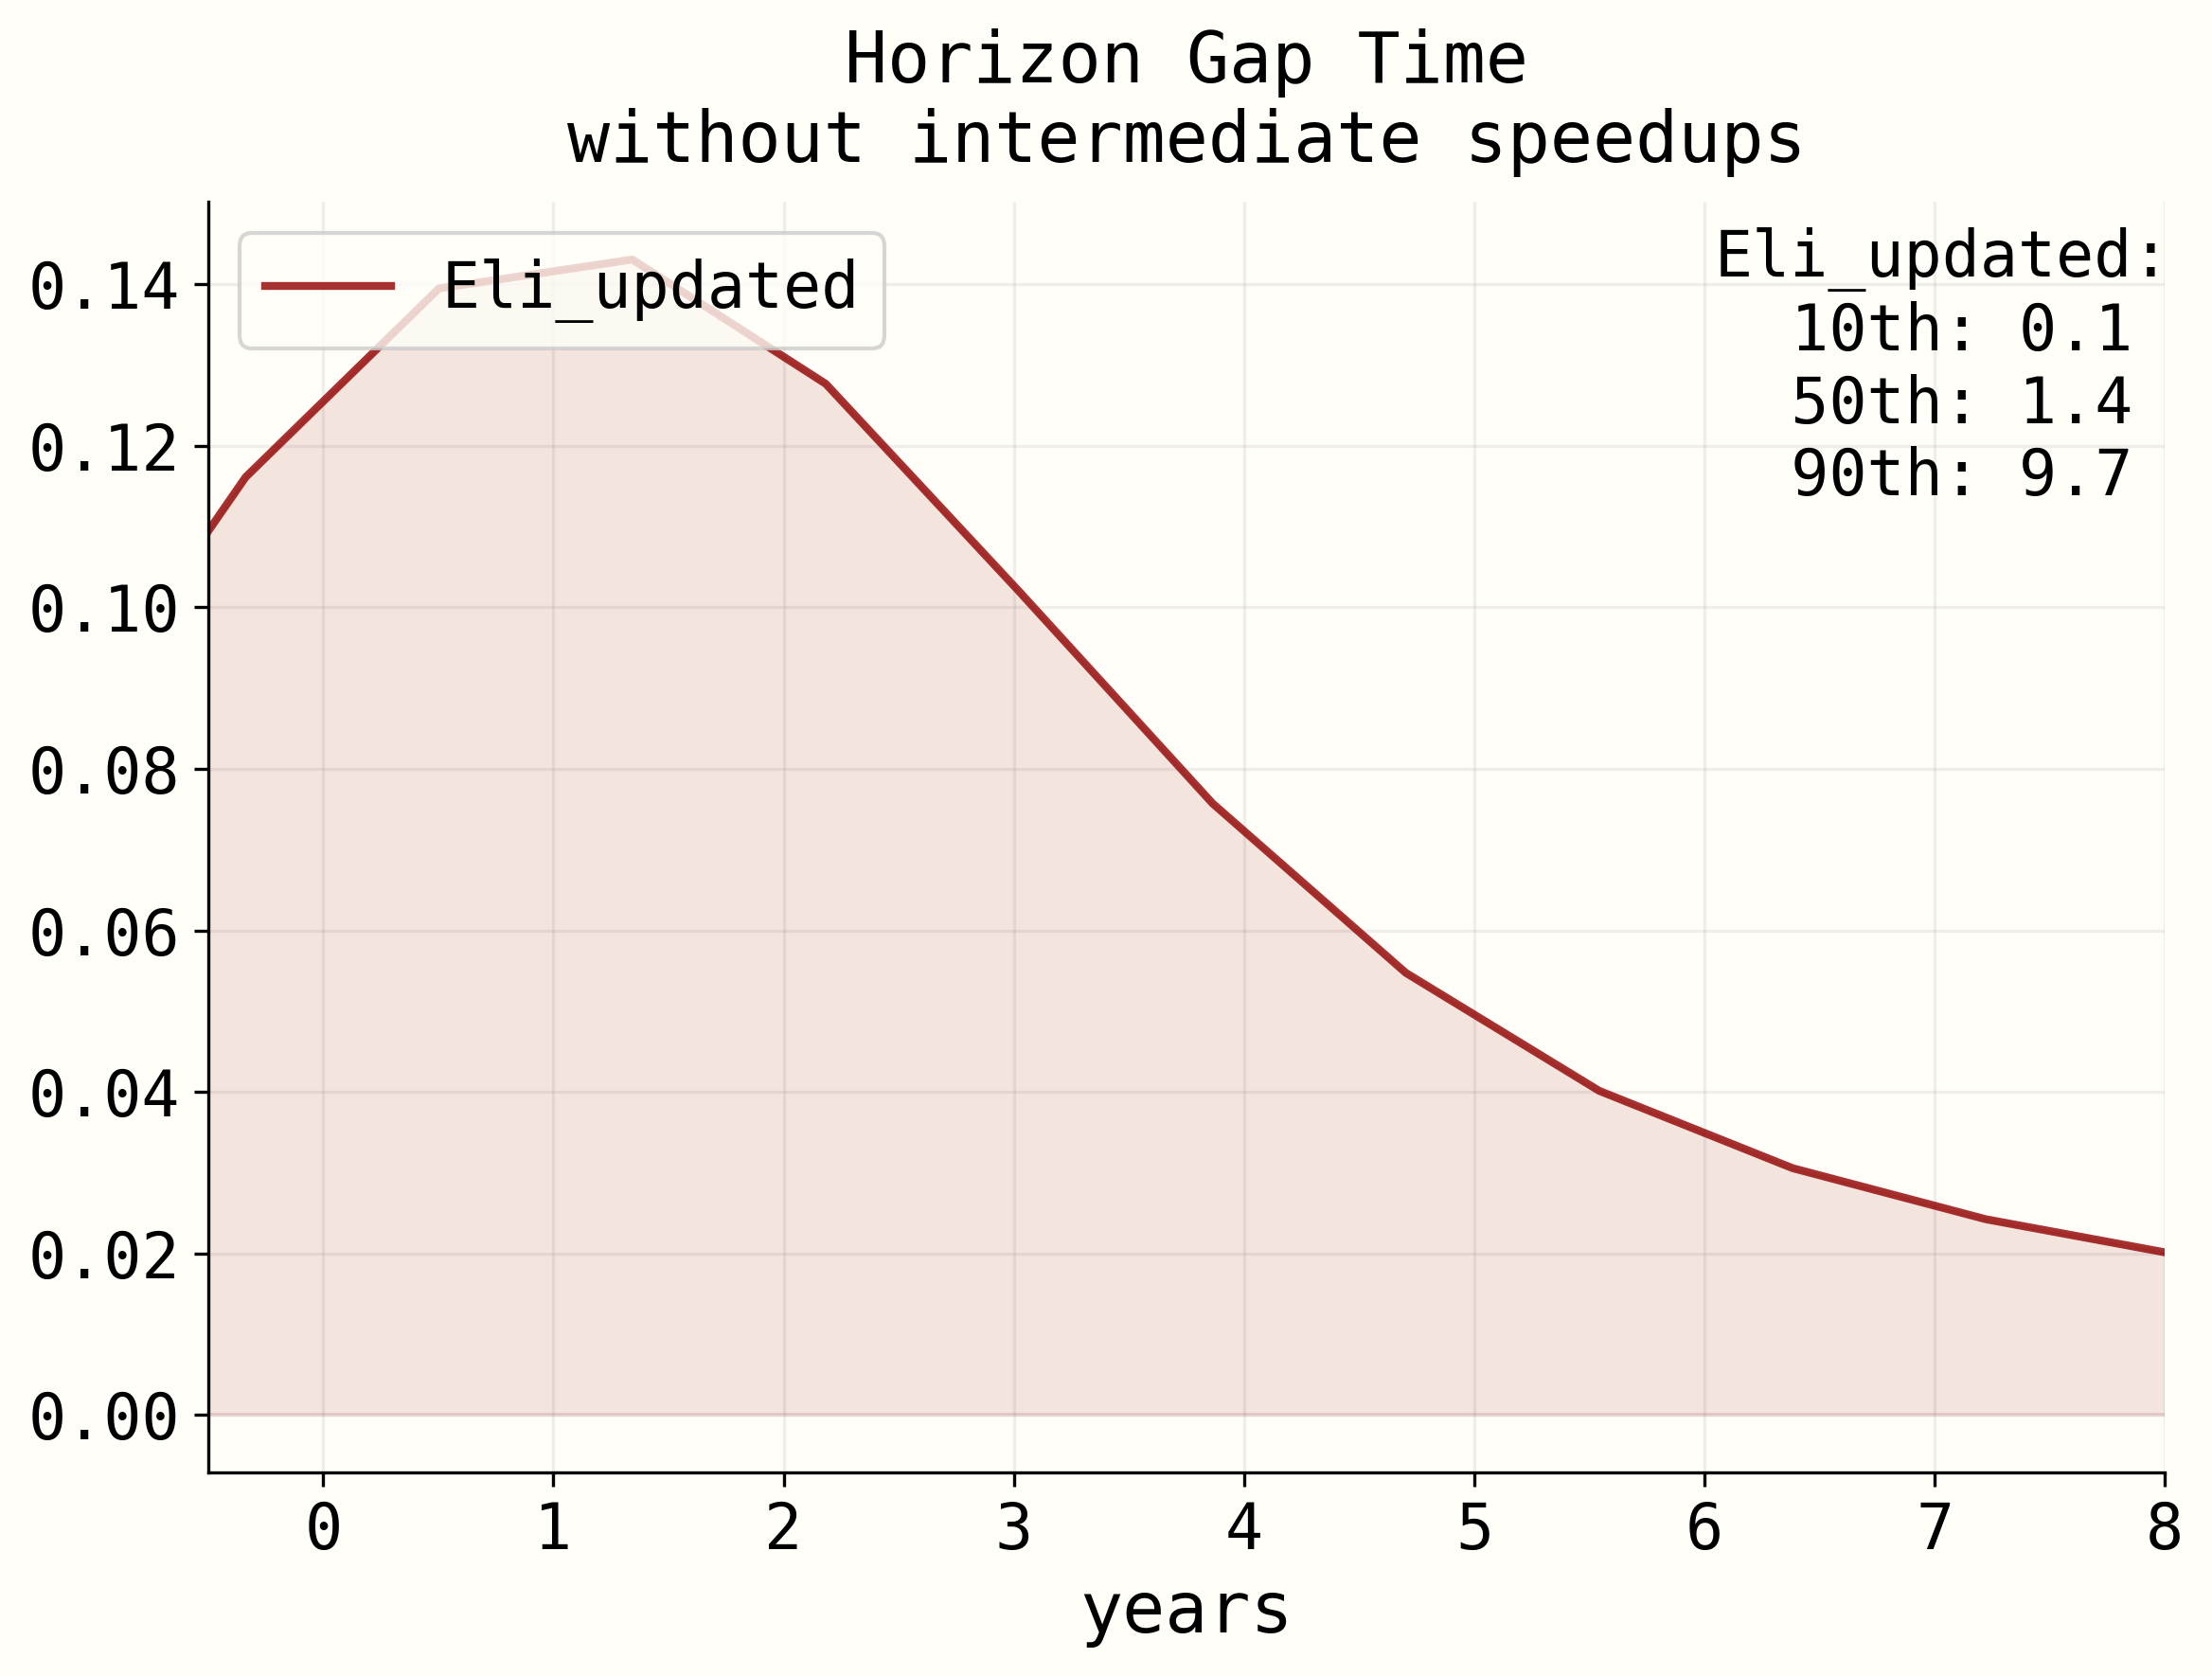 Horizon Gap Time
without intermediate speedups
Eli_updated
Eli_updated:
10th: 0.1
50th: 1.4
90th: 9.7
0.14
0.12
0.10
0.08
0.06
0.04
0.02
0.00
0 1 2 3 4 5 6 7 8
years